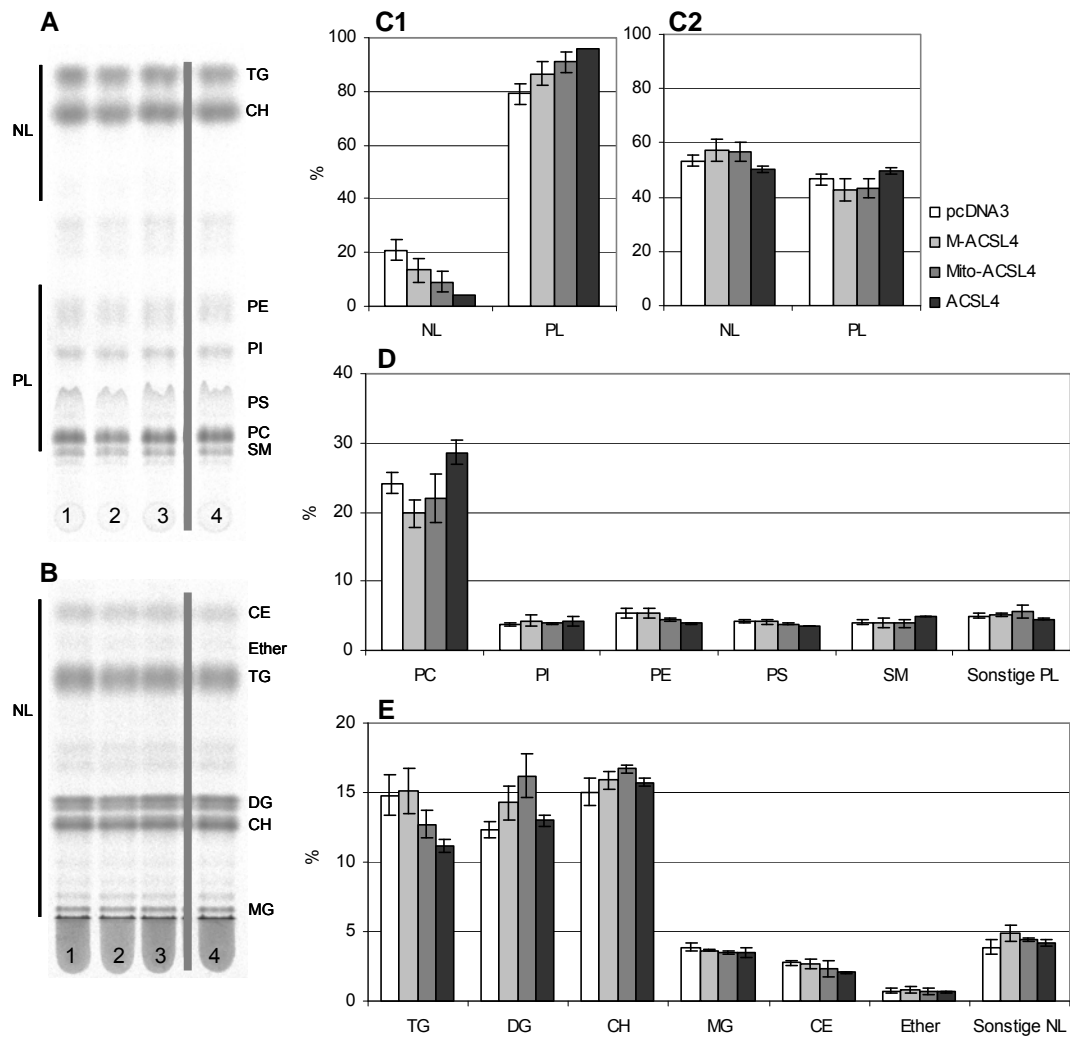 A
NL
PL
TG
CH
PE
PI
PS
PC
SM
1 2 3 4
B
NL
CE
Ether
TG
DG
CH
MG
1 2 3 4
C1
%
100
80
60
40
20
0
NL PL
C2
100
80
60
40
20
0
NL PL
pcDNA3
M-ACSL4
Mito-ACSL4
ACSL4
D
%
40
30
20
10
0
PC PI PE PS SM Sonstige PL
E
%
20
15
10
5
0
TG DG CH MG CE Ether Sonstige NL